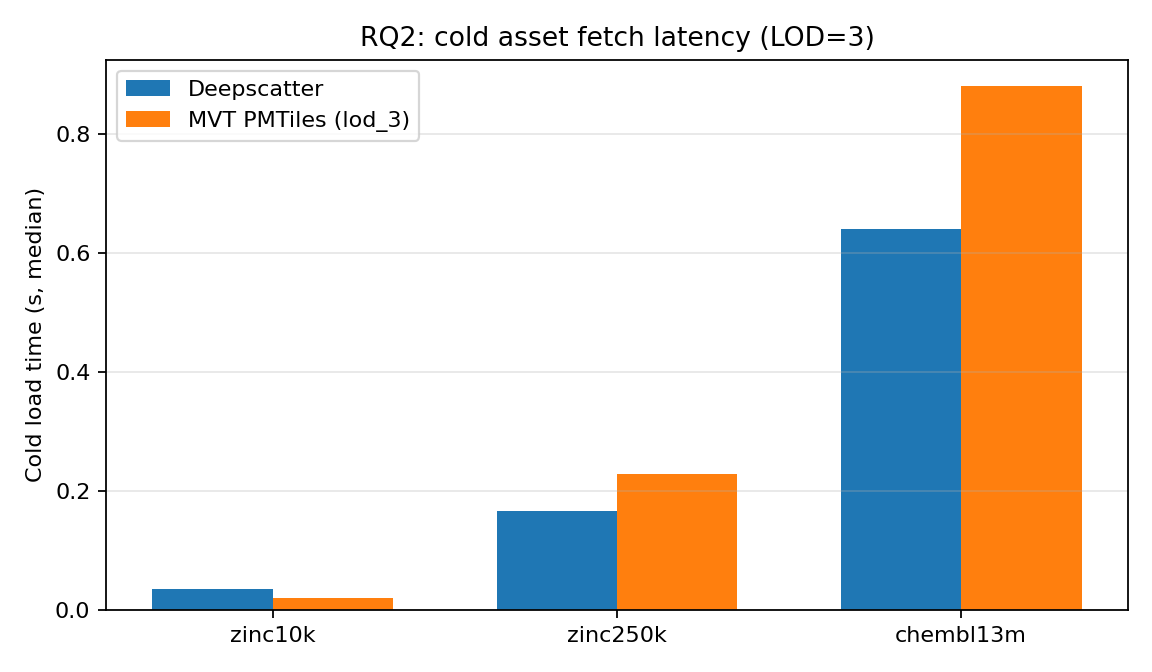 RQ2: cold asset fetch latency (LOD=3)
Deepscatter
MVT PMTiles (lod_3)
Cold load time (s, median)
0.8
0.6
0.4
0.2
0.0
zinc10k
zinc250k
chembl13m